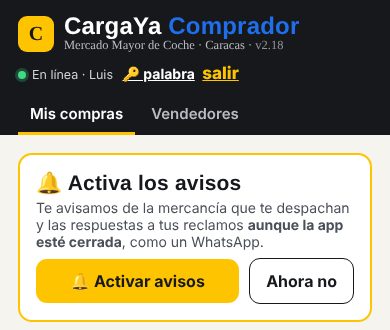 C
CargaYa Comprador
Mercado Mayor de Coche · Caracas · v2.18
En línea · Luis 🔑 palabra salir
Mis compras Vendedores
🔔 Activa los avisos
Te avisamos de la mercancía que te despachan
y las respuestas a tus reclamos aunque la app
esté cerrada, como un WhatsApp.
🔔 Activar avisos Ahora no